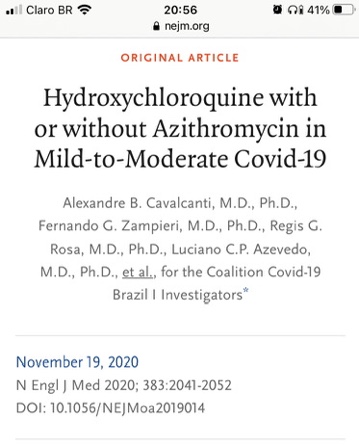 Claro BR 20:56 41%
nejm.org
ORIGINAL ARTICLE
Hydroxychloroquine with
or without Azithromycin in
Mild-to-Moderate Covid-19
Alexandre B. Cavalcanti, M.D., Ph.D.,
Fernando G. Zampieri, M.D., Ph.D., Regis G.
Rosa, M.D., Ph.D., Luciano C.P. Azevedo,
M.D., Ph.D., et al., for the Coalition Covid-19
Brazil I Investigators*
November 19, 2020
N Engl J Med 2020; 383:2041-2052
DOI: 10.1056/NEJMoa2019014